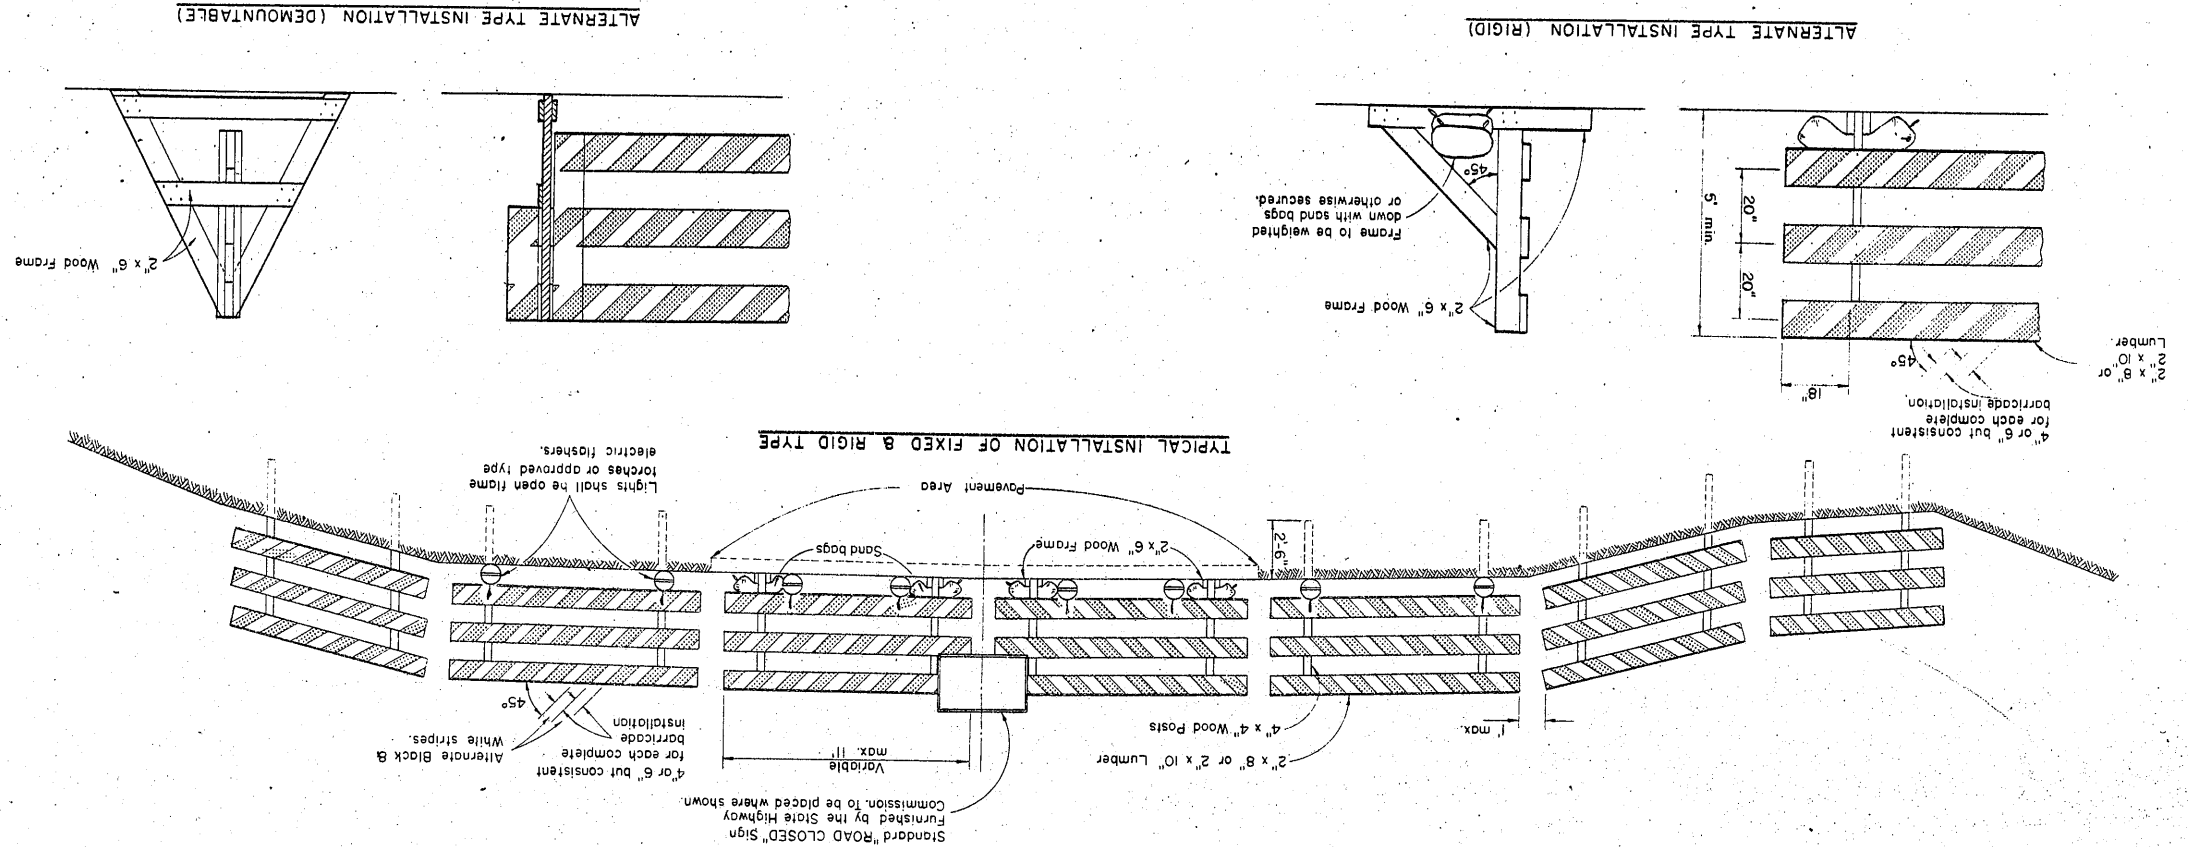 Standard "ROAD CLOSED" Sign
Furnished by the State Highway
Commission. To be placed where shown.
2" x 8" or 2" x 10" Lumber
4" x 4" Wood Posts
1' max.
Variable
max. 11'
4" or 6" but consistent
for each complete
barricade
installation
Alternate Black &
White stripes.
45°
2" x 6" Wood Frame
Sand bags
2'-6"
Pavement Area
Lights shall be open flame
torches or approved type
electric flashers.
TYPICAL INSTALLATION OF FIXED & RIGID TYPE
4" or 6" but consistent
for each complete
barricade installation.
18"
2" x 8" or
2" x 10"
Lumber.
45°
20"
20"
5' min.
2" x 6" Wood Frame
Frame to be weighted
down with sand bags
or otherwise secured.
45°
ALTERNATE TYPE INSTALLATION (RIGID)
2" x 6" Wood Frame
ALTERNATE TYPE INSTALLATION (DEMOUNTABLE)